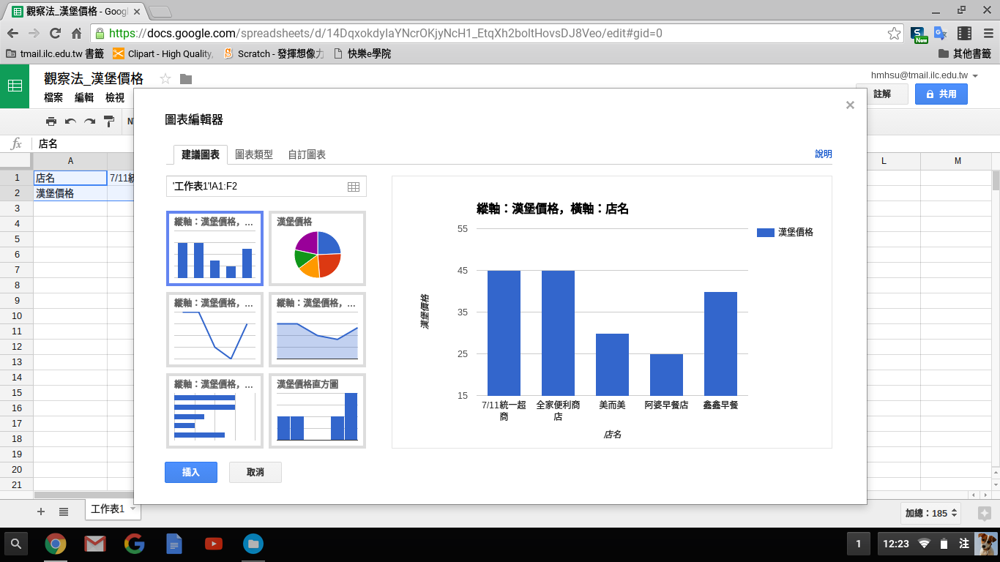 觀察法_漢堡價格 - Goog
https://docs.google.com/spreadsheets/d/14DqxokdyIaYNcrOKjyNcH1_EtqXh2boItHovsDJ8Veo/edit#gid=0
New
tmail.ilc.edu.tw 書籤 Clipart - High Quality, Scratch - 發揮想像力 快樂e學院 其他書籤
觀察法_漢堡價格
hmhsu@tmail.ilc.edu.tw
檔案 編輯 檢視
註解 共用
fx 店名
A L M
1 店名 7/11統
2 漢堡價格
3
4
5
6
7
8
9
10
11
12
13
14
15
16
17
18
19
20
21
圖表編輯器
建議圖表 圖表類型 自訂圖表 說明
'工作表1'!A1:F2
縱軸：漢堡價格，...
漢堡價格
縱軸：漢堡價格，...
縱軸：漢堡價格，...
縱軸：漢堡價格，...
漢堡價格直方圖
縱軸：漢堡價格，橫軸：店名
漢堡價格
55
45
35
25
15
漢堡價格
7/11統一超商
全家便利商店
美而美
阿婆早餐店
鑫鑫早餐
店名
插入 取消
工作表1
加總：185
1
12:23
注